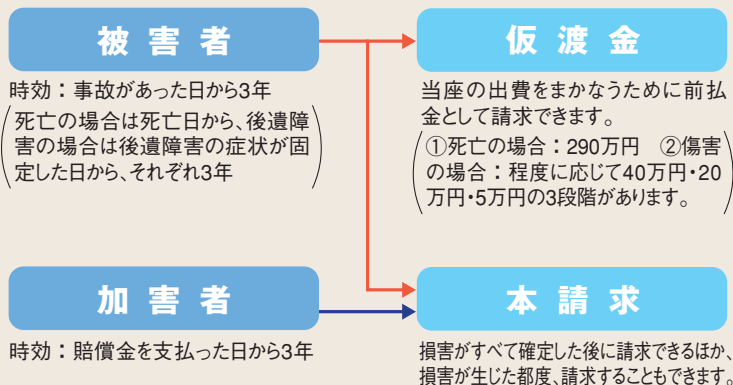 被害者
時効：事故があった日から3年
死亡の場合は死亡日から、後遺障
害の場合は後遺障害の症状が固
定した日から、それぞれ3年
仮渡金
当座の出費をまかなうために前払
金として請求できます。
①死亡の場合：290万円　②傷害
の場合：程度に応じて40万円・20
万円・5万円の3段階があります。
加害者
時効：賠償金を支払った日から3年
本請求
損害がすべて確定した後に請求できるほか、
損害が生じた都度、請求することもできます。